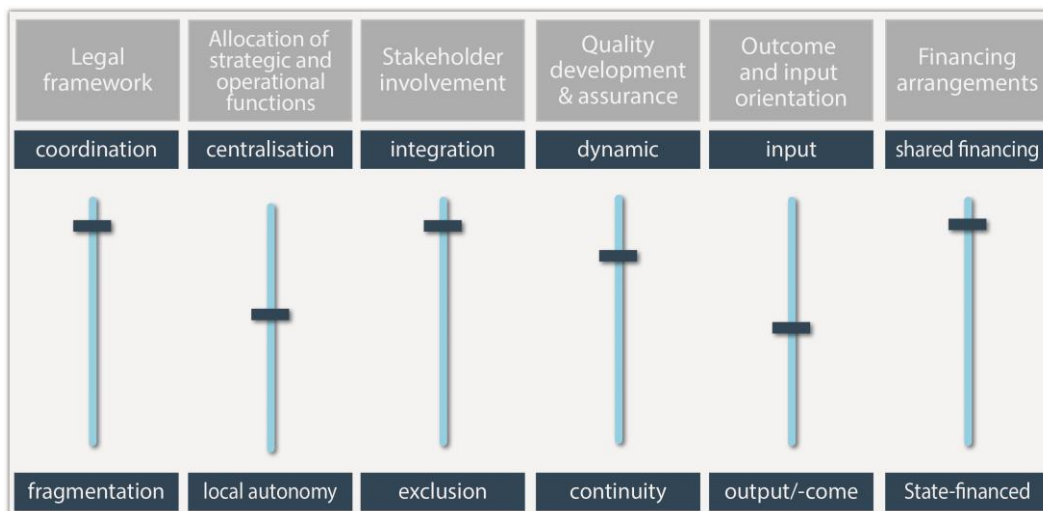 Legal
framework
Allocation of
strategic and
operational
functions
Stakeholder
involvement
Quality
development
& assurance
Outcome
and input
orientation
Financing
arrangements
coordination
centralisation
integration
dynamic
input
shared financing
fragmentation
local autonomy
exclusion
continuity
output/-come
State-financed